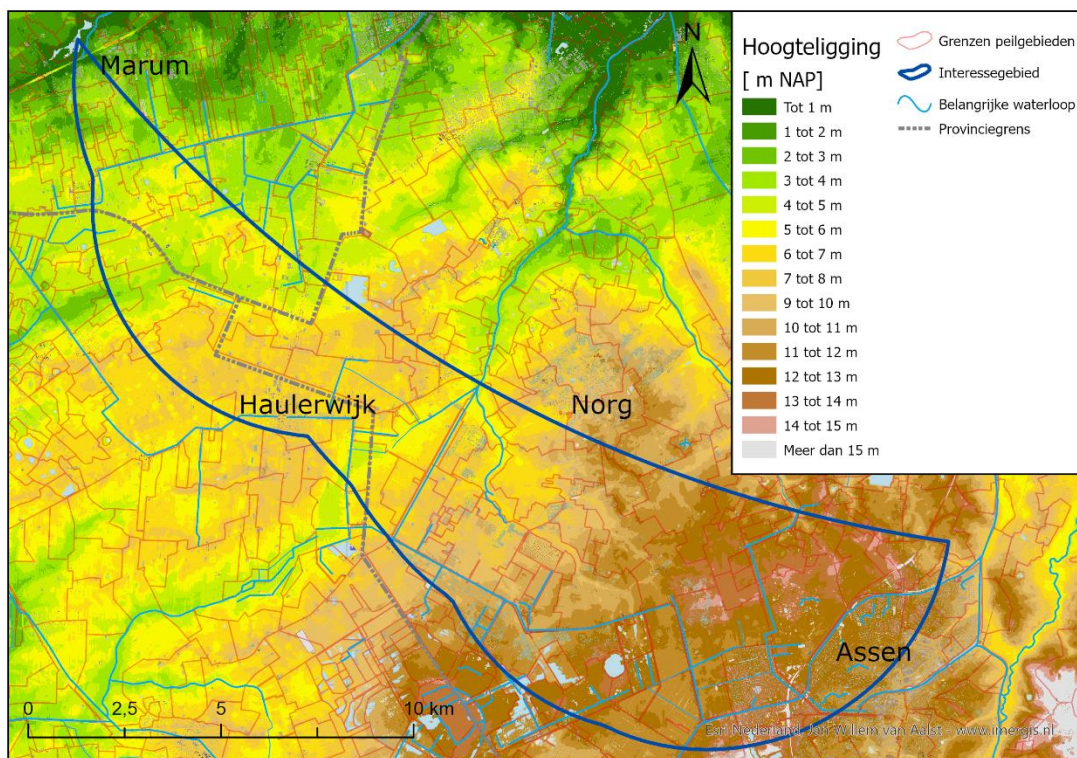 Marum
Haulerwijk
Norg
Assen
N
Hoogteligging
[ m NAP]
Tot 1 m
1 tot 2 m
2 tot 3 m
3 tot 4 m
4 tot 5 m
5 tot 6 m
6 tot 7 m
7 tot 8 m
9 tot 10 m
10 tot 11 m
11 tot 12 m
12 tot 13 m
13 tot 14 m
14 tot 15 m
Meer dan 15 m
Grenzen peilgebieden
Interessegebied
Belangrijke waterloop
Provinciegrens
0 2,5 5 10 km
Esri Nederland, Jan Willem van Aalst - www.imergis.nl